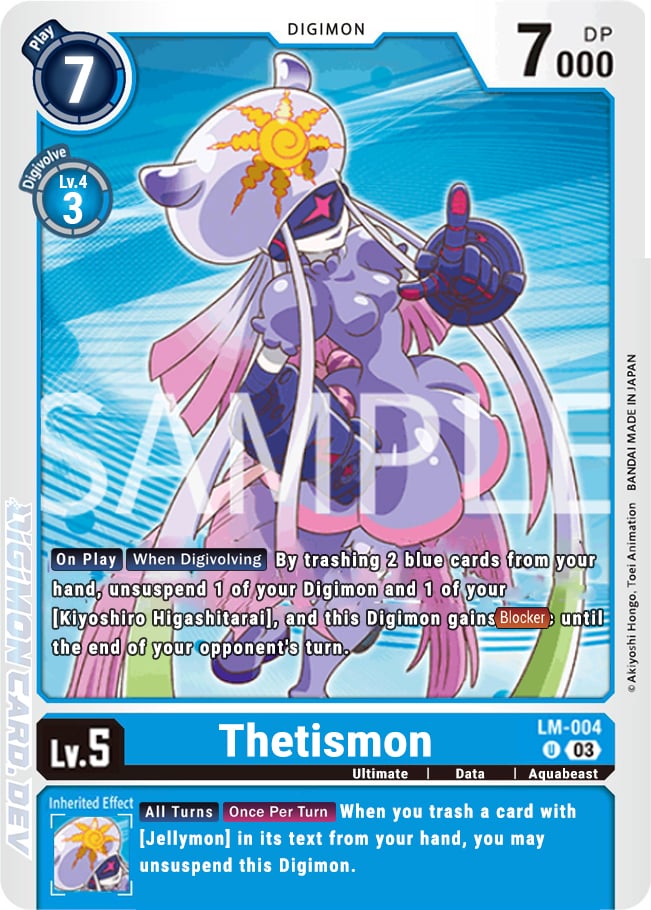 Play
7
DIGIMON
7000
DP
Digivolve
Lv.4
3
SAMPLE
© Akiyoshi Hongo, Toei Animation BANDAI MADE IN JAPAN
DIGIMONCARD.DEV
On Play When Digivolving By trashing 2 blue cards from your
hand, unsuspend 1 of your Digimon and 1 of your
[Kiyoshiro Higashitarai], and this Digimon gains Blocker until
the end of your opponent's turn.
Lv.5
Thetismon
LM-004
U 03
Ultimate | Data | Aquabeast
Inherited Effect
All Turns Once Per Turn When you trash a card with
[Jellymon] in its text from your hand, you may
unsuspend this Digimon.